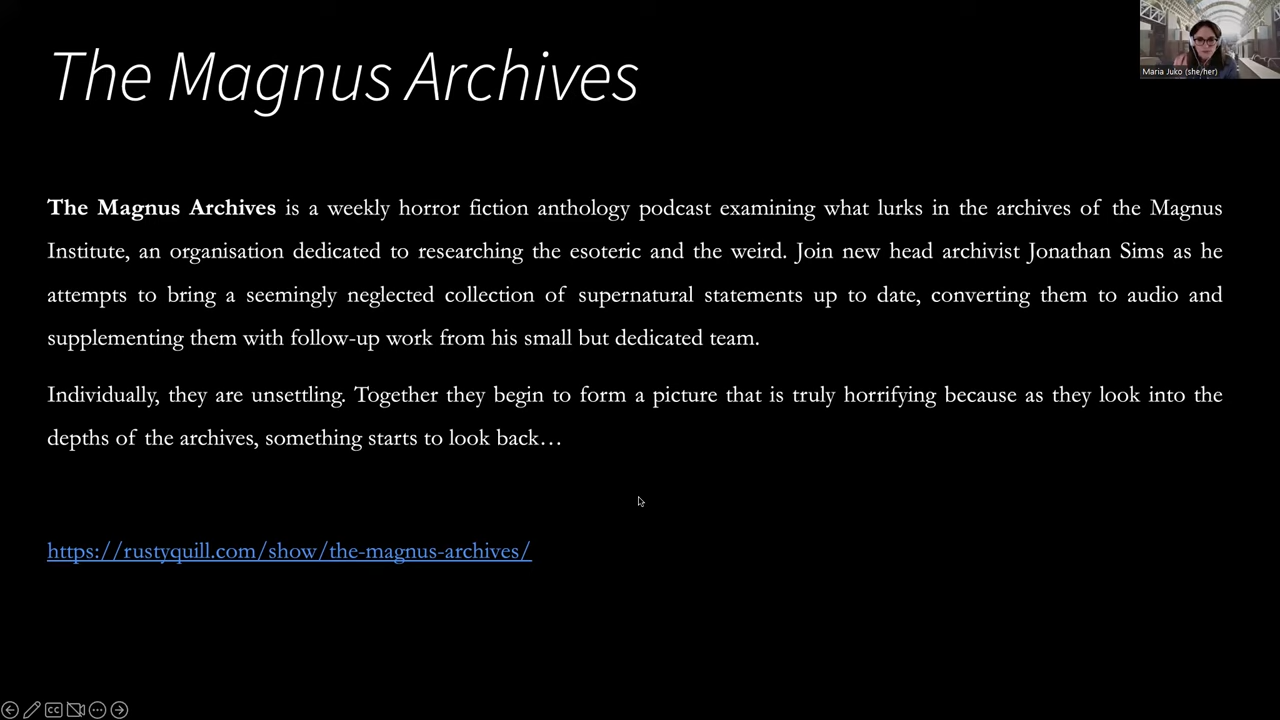 The Magnus Archives
Maria Juko (she/her)
The Magnus Archives is a weekly horror fiction anthology podcast examining what lurks in the archives of the Magnus
Institute, an organisation dedicated to researching the esoteric and the weird. Join new head archivist Jonathan Sims as he
attempts to bring a seemingly neglected collection of supernatural statements up to date, converting them to audio and
supplementing them with follow-up work from his small but dedicated team.
Individually, they are unsettling. Together they begin to form a picture that is truly horrifying because as they look into the
depths of the archives, something starts to look back…
https://rustyquill.com/show/the-magnus-archives/
CC